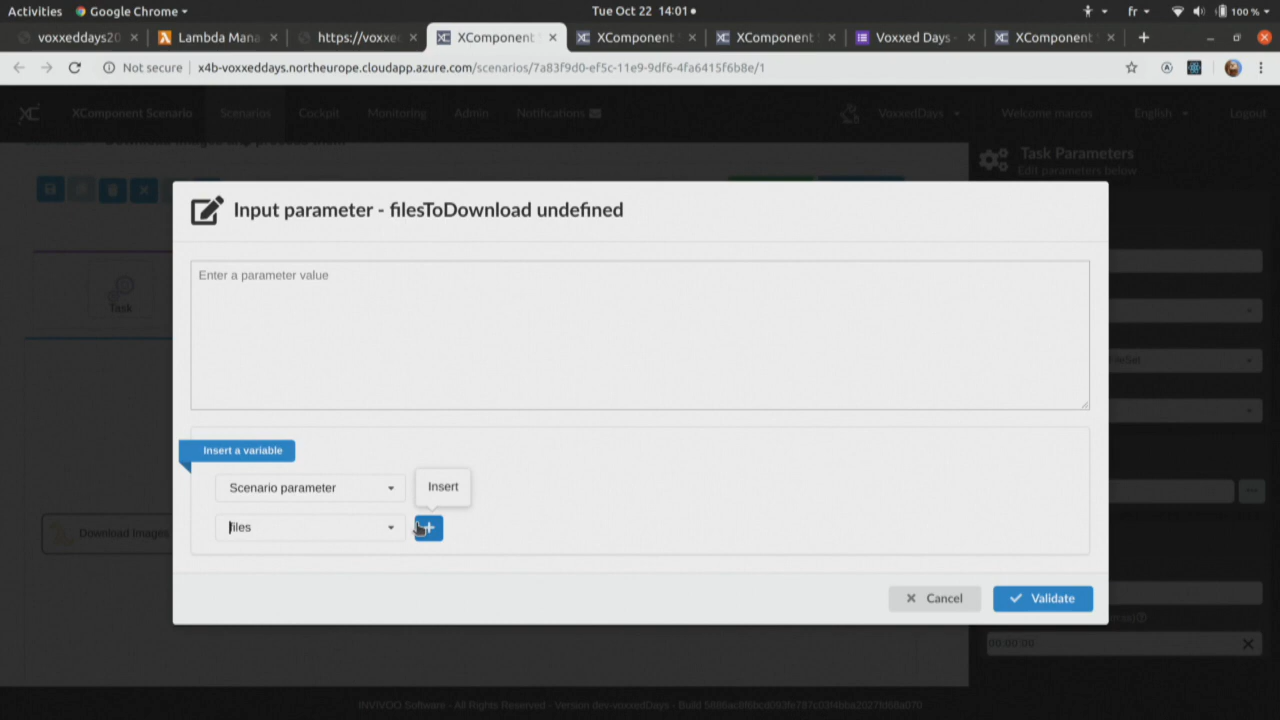 Activities Google Chrome Tue Oct 22 14:01 fr 100 %
voxxeddays20 Lambda Mana https://voxxe XComponent XComponent XComponent Voxxed Days XComponent
Not secure x4b-voxxeddays.northeurope.cloudapp.azure.com/scenarios/7a83f9d0-ef5c-11e9-9df6-4fa6415f6b8e/1
XComponent Scenario Scenarios Cockpit Monitoring Admin Notifications VoxxedDays Welcome marcos English Logout
Task Parameters
Edit parameters below
Input parameter - filesToDownload undefined
Enter a parameter value
Task
Insert a variable
Scenario parameter
Insert
files
Download Images
Cancel
Validate
00:00:00
INVIVOO Software - All Rights Reserved - Version dev-voxxedDays - Build